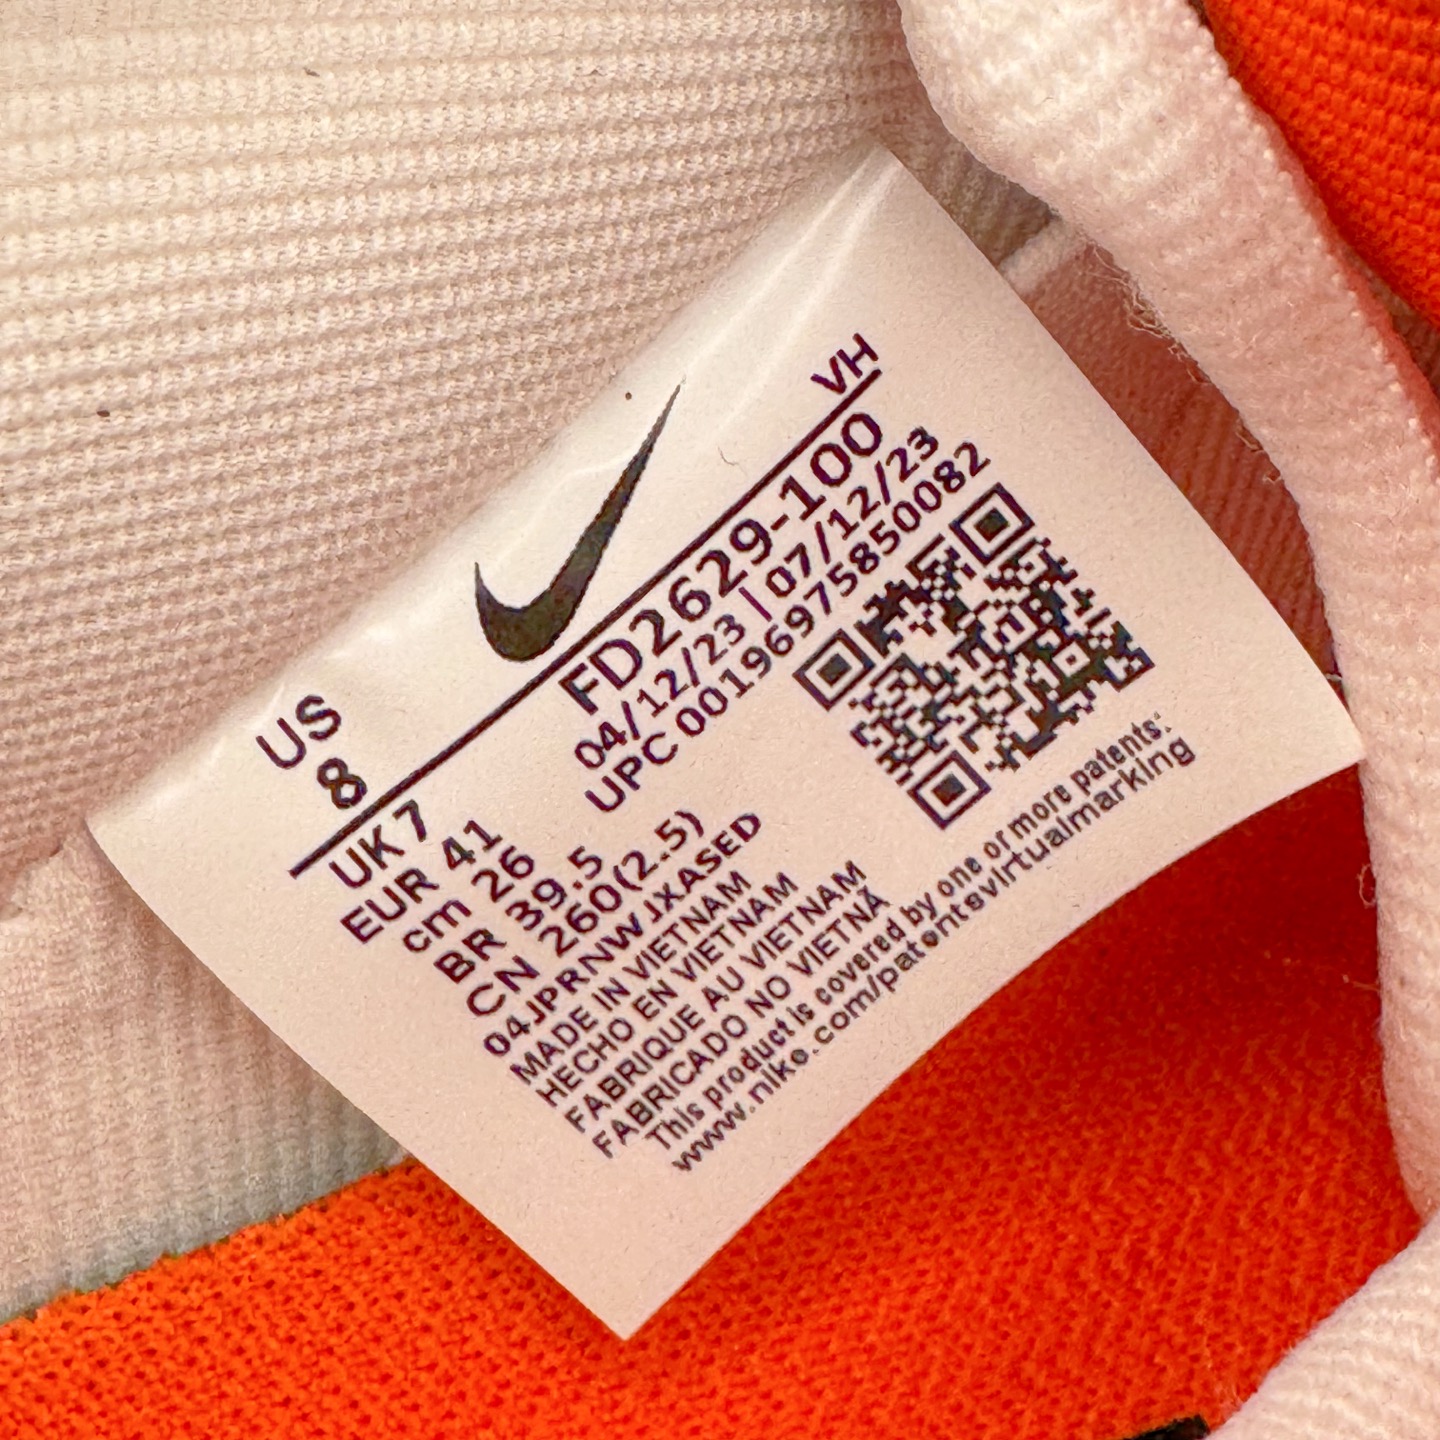 US
8
VH
UK 7
EUR 41
cm 26
BR 39.5
CN 260(2.5)
FD2629-100
04/12/23 | 07/12/23
UPC 00196975850082
04JPRNWJXASED
MADE IN VIETNAM
HECHO EN VIETNAM
FABRIQUE AU VIETNAM
FABRICADO NO VIETNÃ
This product is covered by one or more patents:
www.nike.com/patentsvirtualmarking